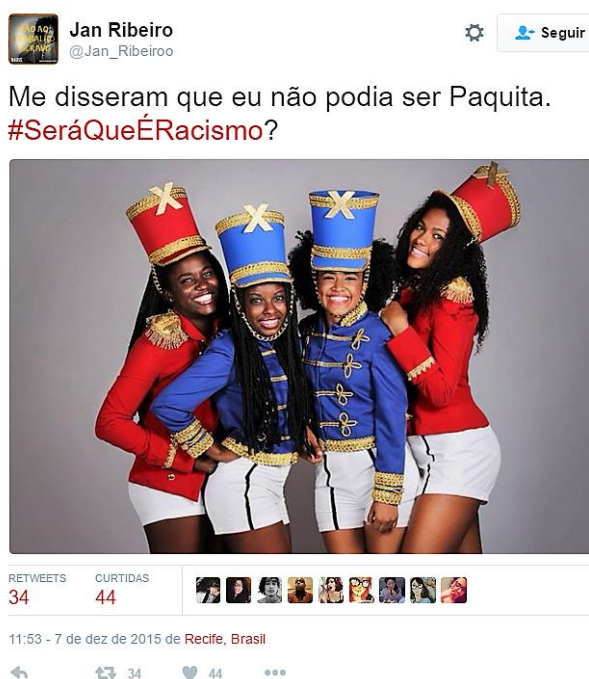 Jan Ribeiro
@Jan_Ribeiroo
Seguir
Me disseram que eu não podia ser Paquita.
#SeráQueÉRacismo?
X X X
RETWEETS CURTIDAS
34 44
11:53 - 7 de dez de 2015 de Recife, Brasil
34 44